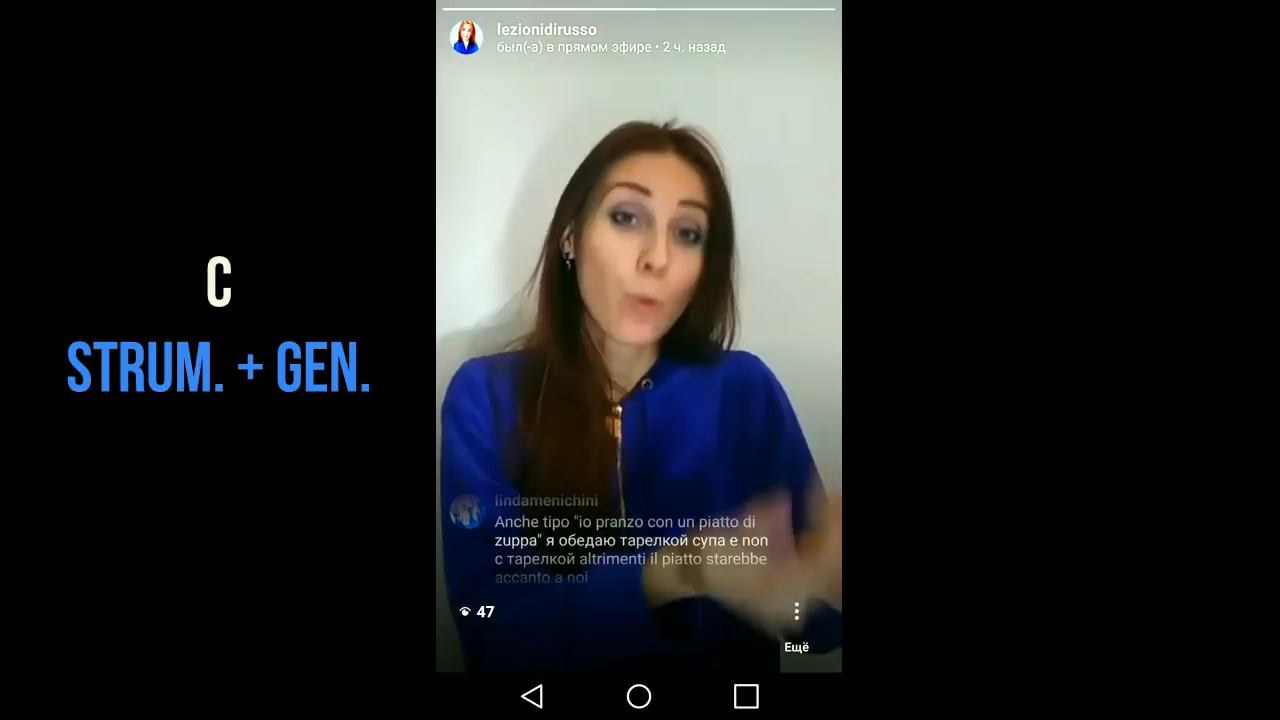 lezionidirusso
был(-а) в прямом эфире • 2 ч. назад
С
STRUM. + GEN.
lindamenichini
Anche tipo "io pranzo con un piatto di
zuppa" я обедаю тарелкой супа e non
с тарелкой altrimenti il piatto starebbe
accanto a noi
47
Ещё